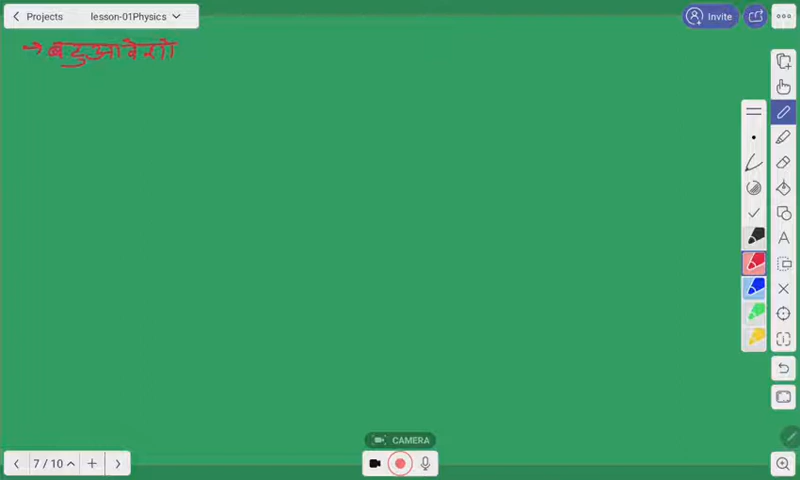 Projects lesson-01Physics Invite
→ बहुआवेशो
A
CAMERA
7 / 10